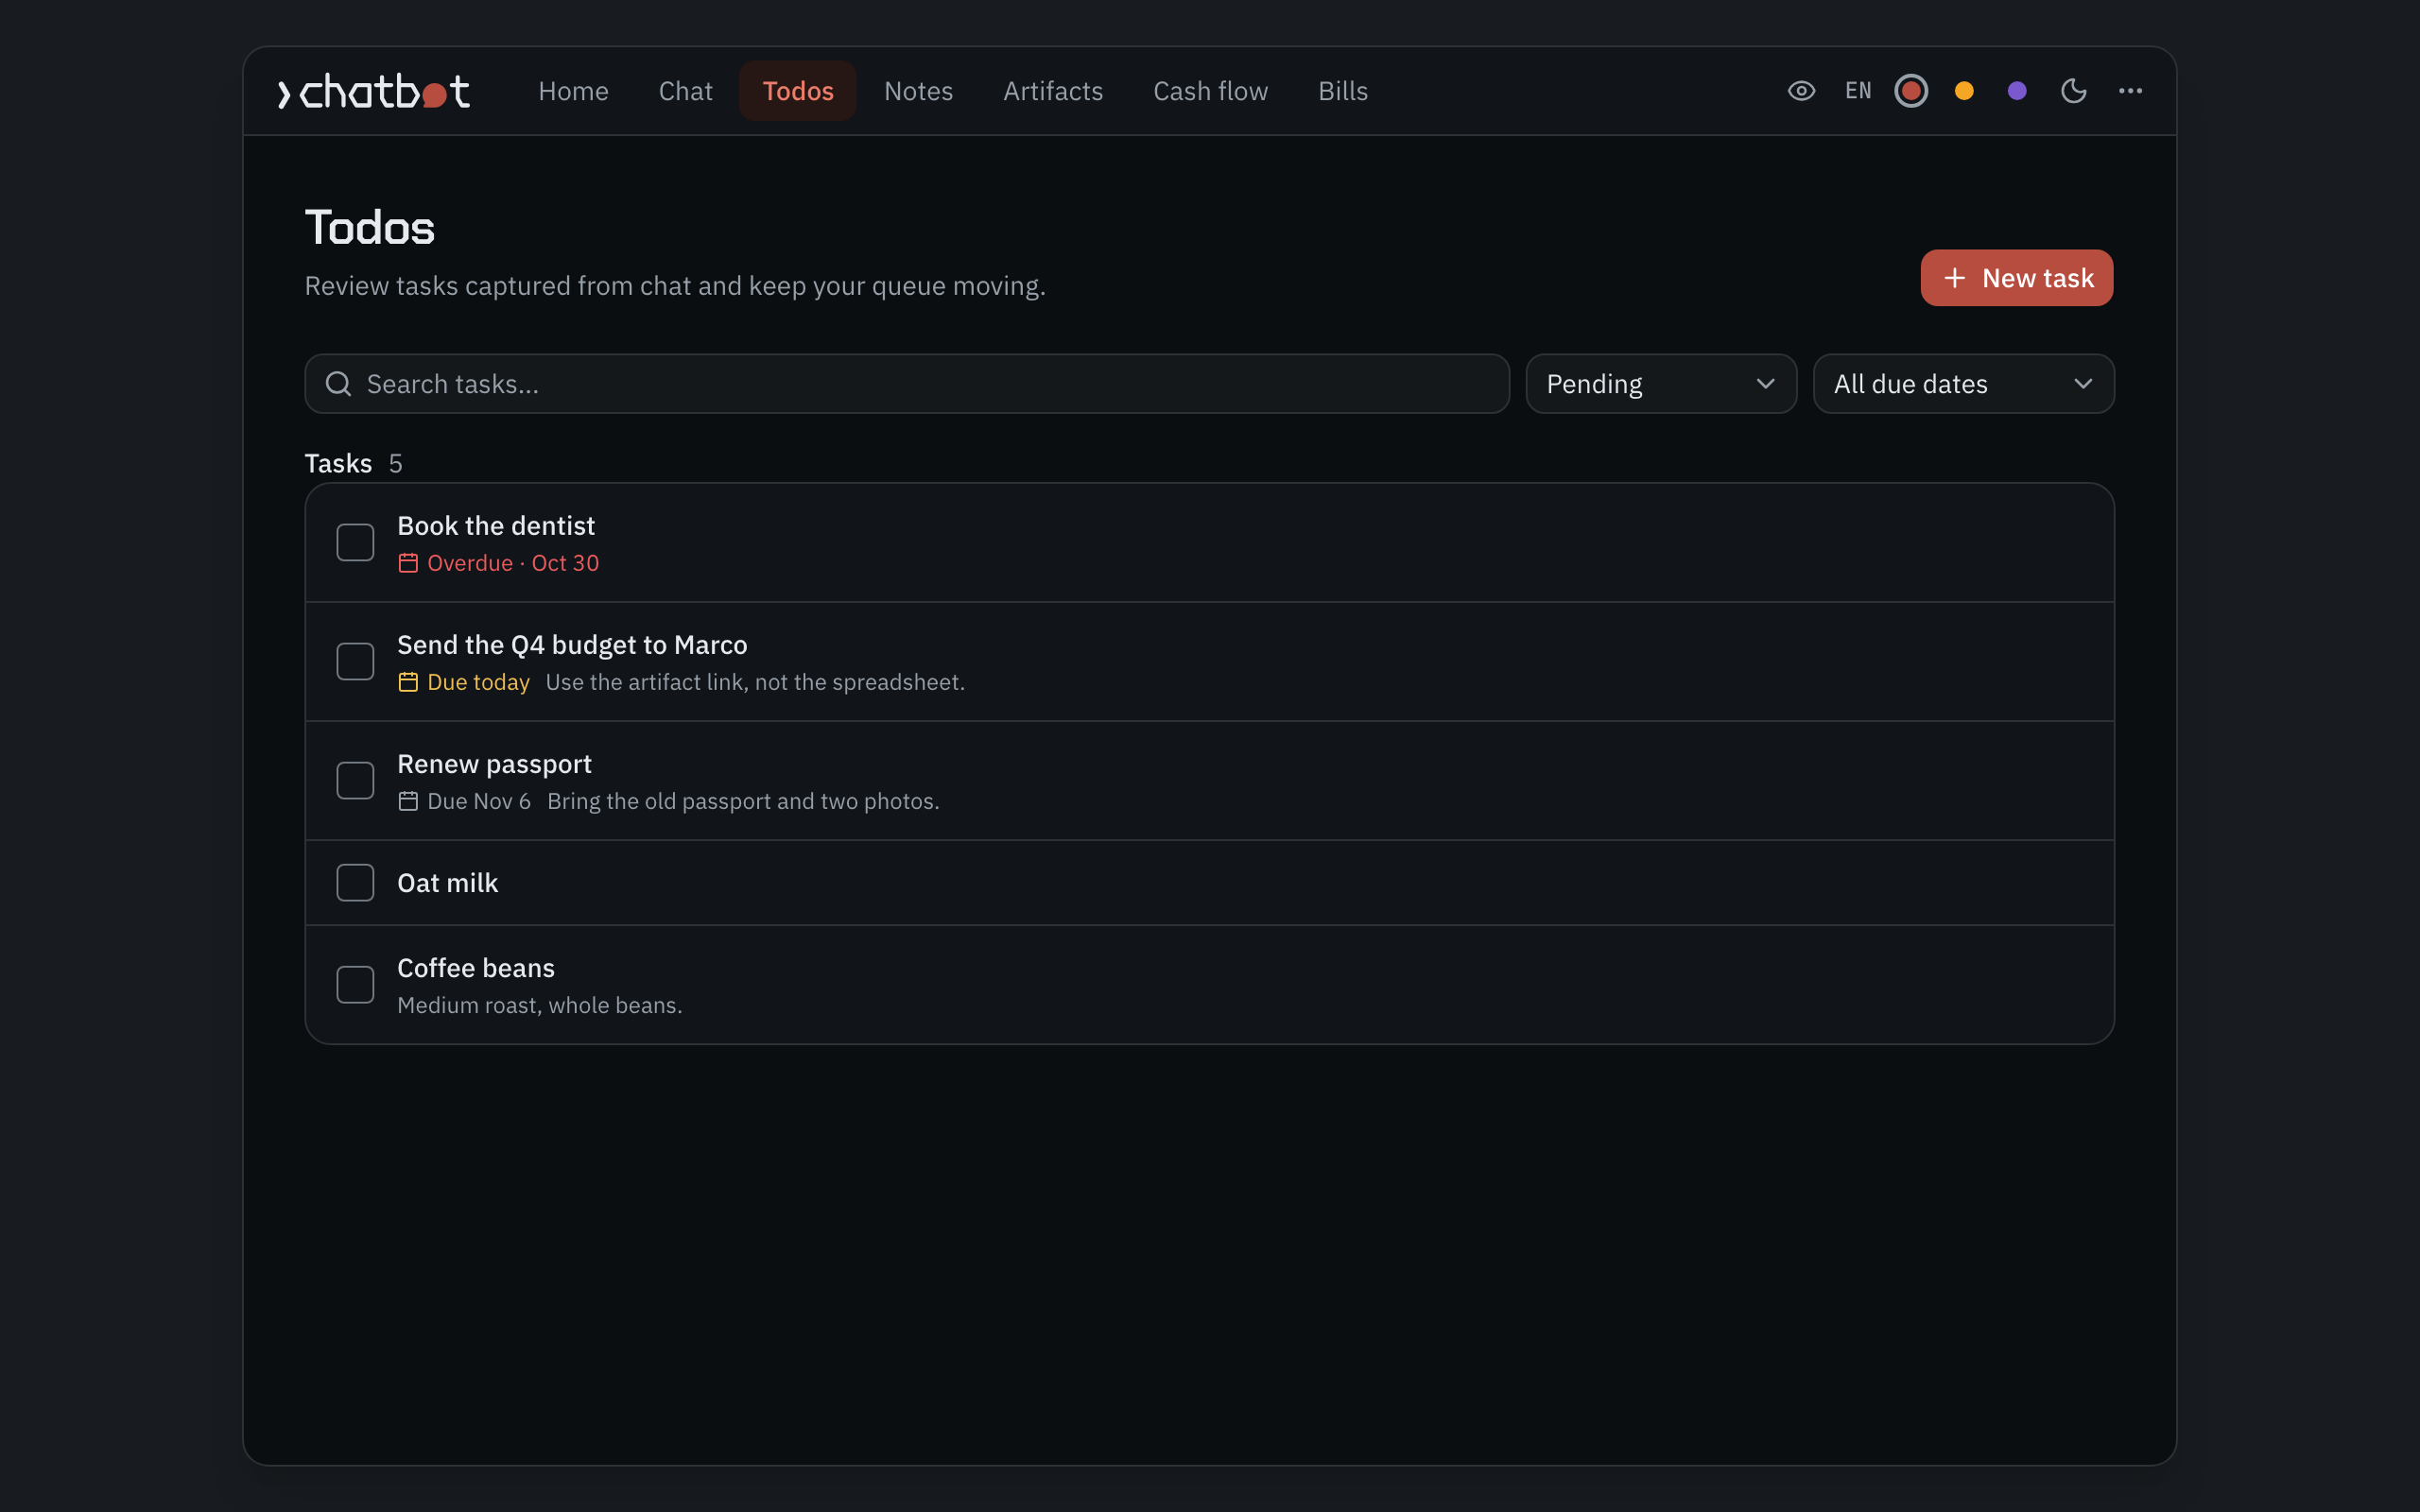 chatbot Home Chat Todos Notes Artifacts Cash flow Bills EN
Todos
Review tasks captured from chat and keep your queue moving.
New task
Search tasks... Pending All due dates
Tasks 5
Book the dentist
Overdue · Oct 30
Send the Q4 budget to Marco
Due today Use the artifact link, not the spreadsheet.
Renew passport
Due Nov 6 Bring the old passport and two photos.
Oat milk
Coffee beans
Medium roast, whole beans.